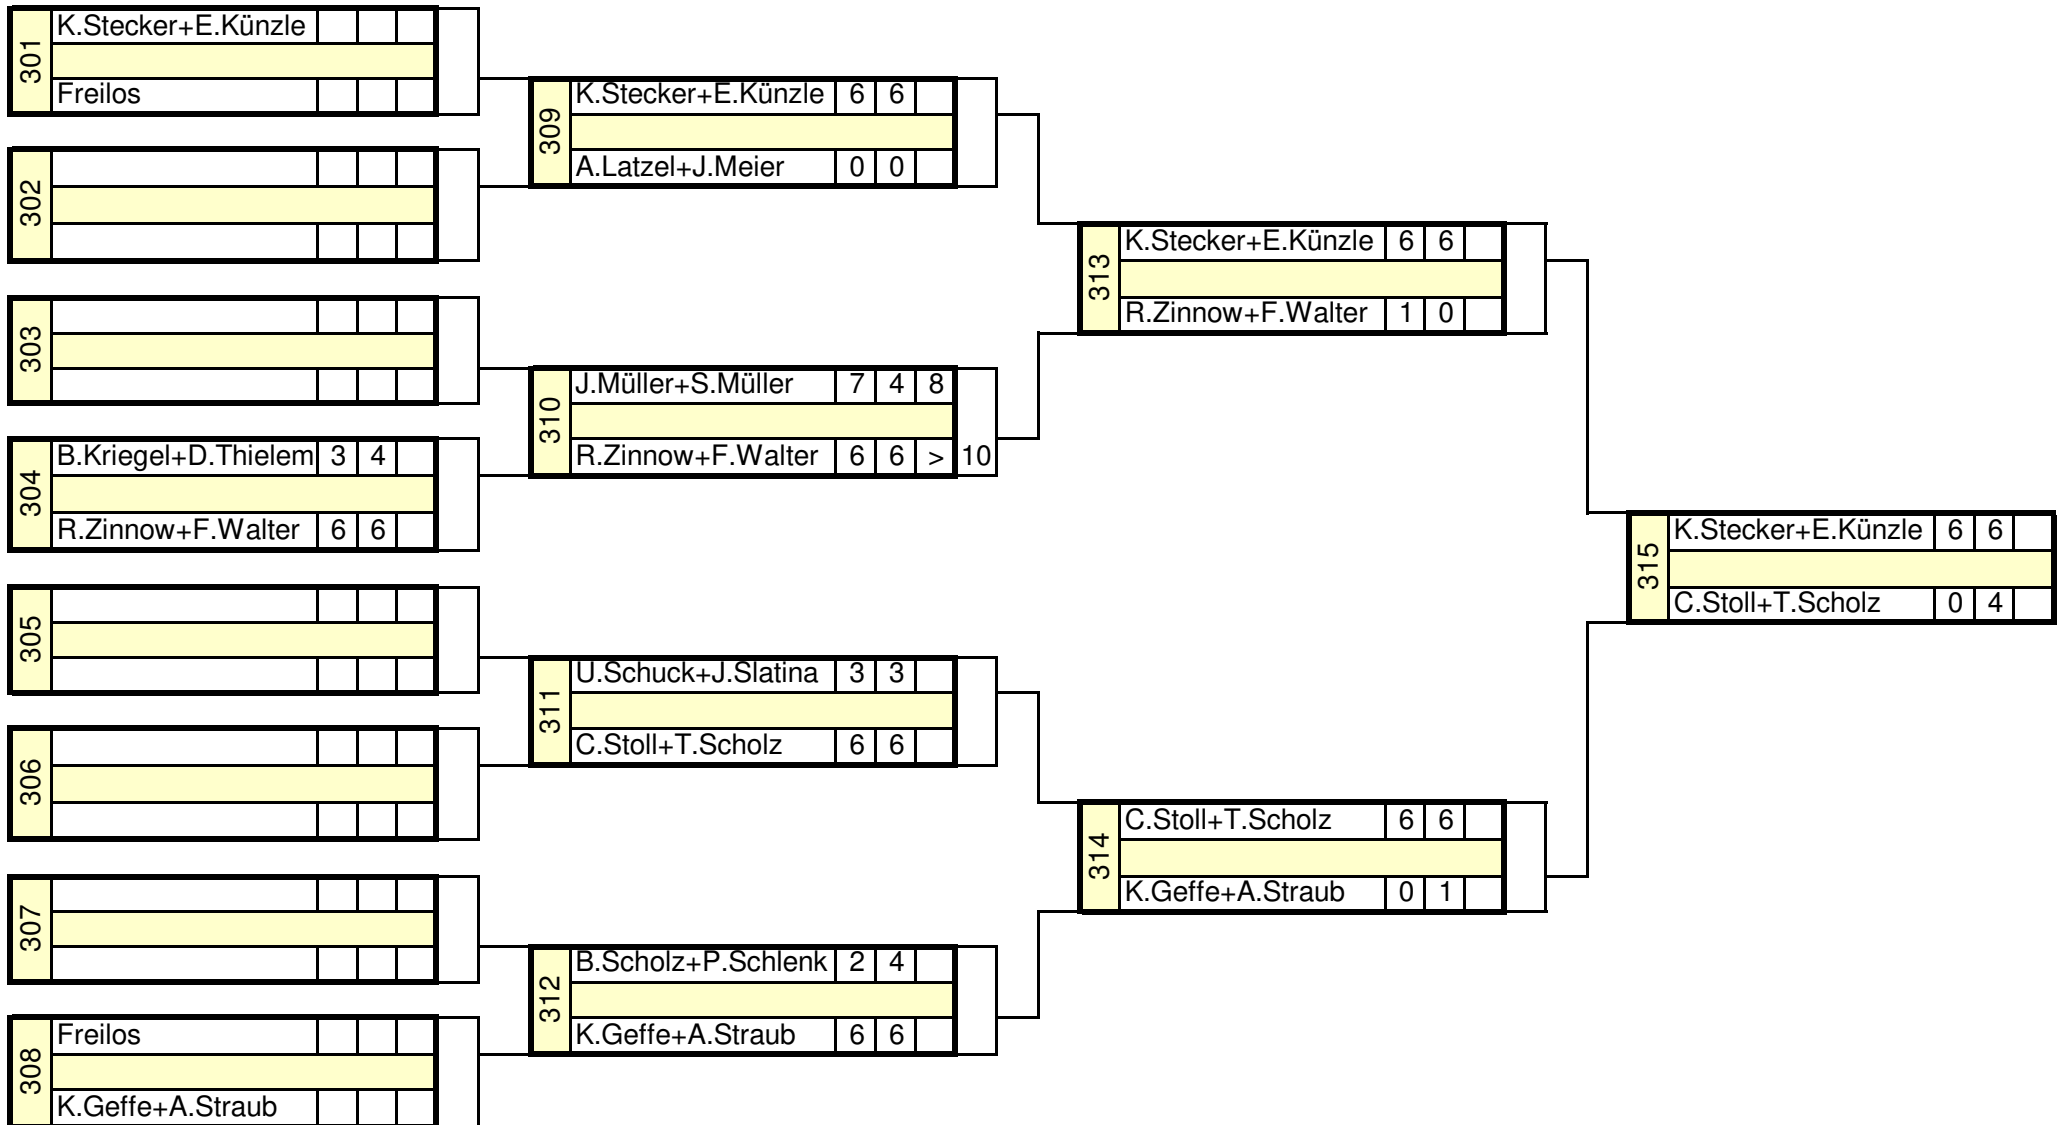 301
K.Stecker+E.Künzle
Freilos
302
303
304
B.Kriegel+D.Thielem 3 4
R.Zinnow+F.Walter 6 6
305
306
307
308
Freilos
K.Geffe+A.Straub
309
K.Stecker+E.Künzle 6 6
A.Latzel+J.Meier 0 0
310
J.Müller+S.Müller 7 4 8
R.Zinnow+F.Walter 6 6 > 10
311
U.Schuck+J.Slatina 3 3
C.Stoll+T.Scholz 6 6
312
B.Scholz+P.Schlenk 2 4
K.Geffe+A.Straub 6 6
313
K.Stecker+E.Künzle 6 6
R.Zinnow+F.Walter 1 0
314
C.Stoll+T.Scholz 6 6
K.Geffe+A.Straub 0 1
315
K.Stecker+E.Künzle 6 6
C.Stoll+T.Scholz 0 4